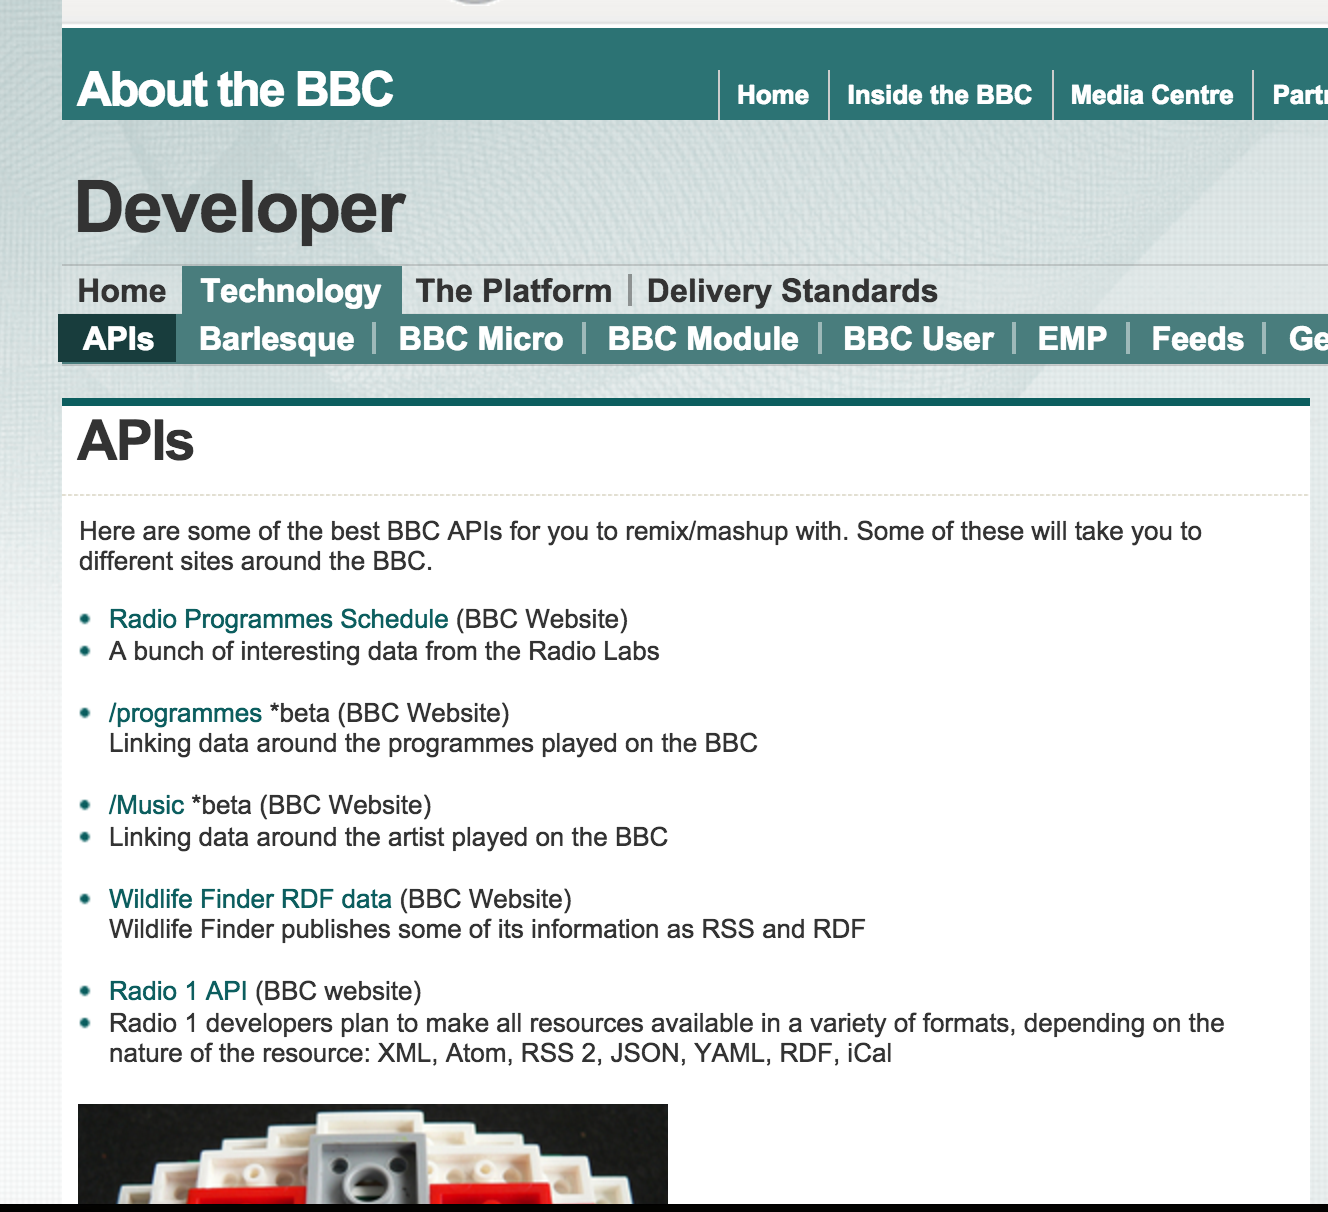 About the BBC
Home
Inside the BBC
Media Centre
Developer
Home
Technology
The Platform
Delivery Standards
APIs
Barlesque
BBC Micro
BBC Module
BBC User
EMP
Feeds
APIs
Here are some of the best BBC APIs for you to remix/mashup with. Some of these will take you to
different sites around the BBC.
Radio Programmes Schedule (BBC Website)
A bunch of interesting data from the Radio Labs
/programmes *beta (BBC Website)
Linking data around the programmes played on the BBC
/Music *beta (BBC Website)
Linking data around the artist played on the BBC
Wildlife Finder RDF data (BBC Website)
Wildlife Finder publishes some of its information as RSS and RDF
Radio 1 API (BBC website)
Radio 1 developers plan to make all resources available in a variety of formats, depending on the
nature of the resource: XML, Atom, RSS 2, JSON, YAML, RDF, iCal